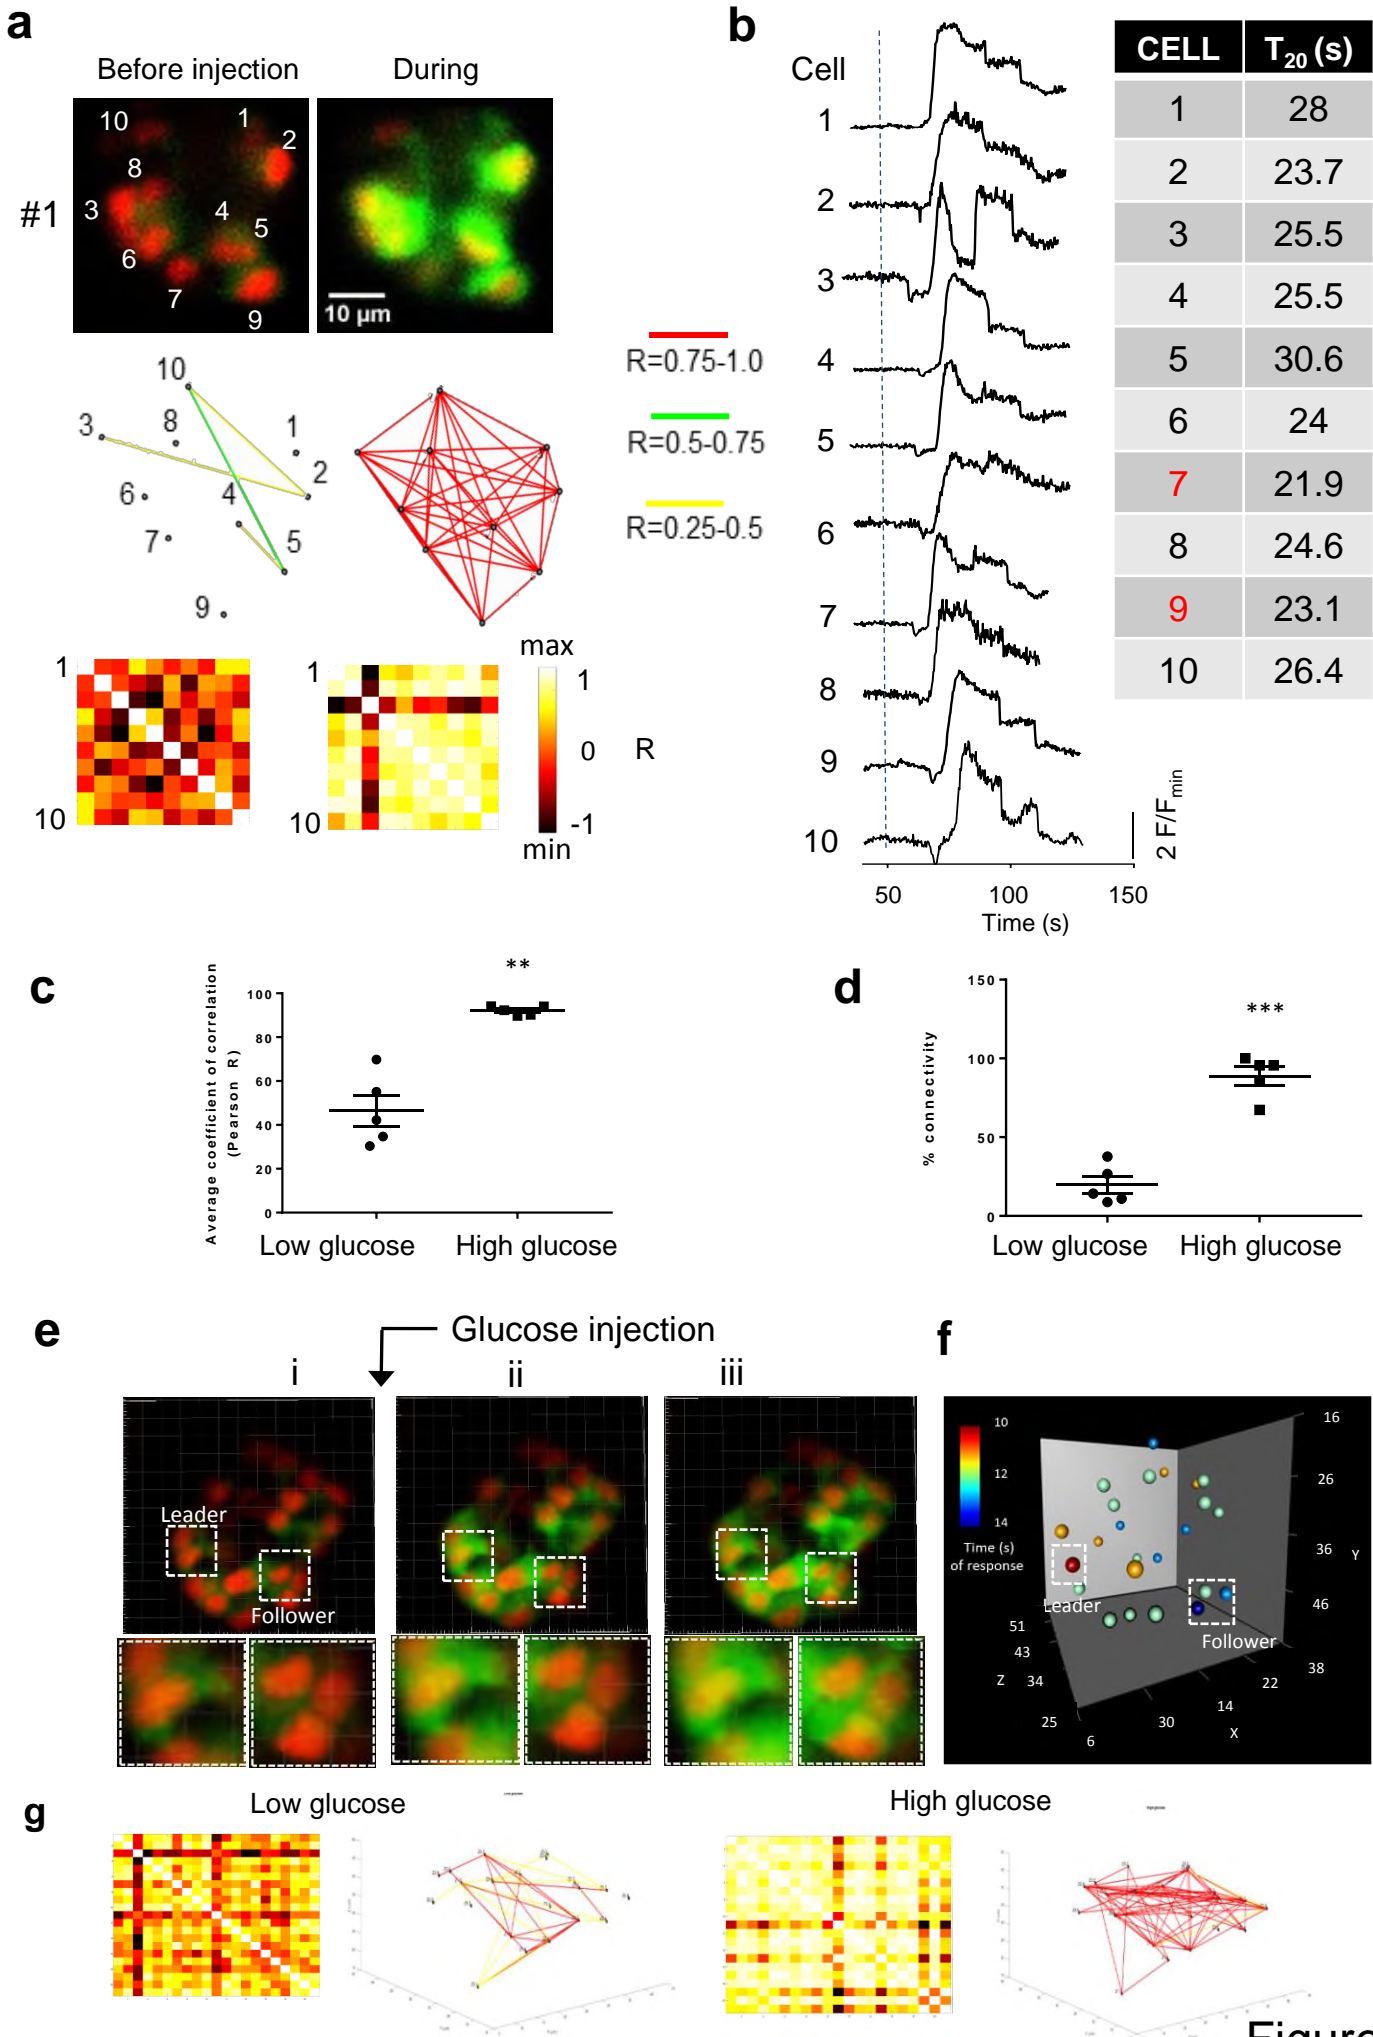 a
Before injection
During
#1
10
1
2
8
3
4
5
6
7
9
10 µm
10
8
3
1
2
4
6
5
7
9
R=0.75-1.0
R=0.5-0.75
R=0.25-0.5
1
10
1
10
max
1
0
-1
min
R
b
Cell
1
2
3
4
5
6
7
8
9
10
50
100
150
Time (s)
2 F/Fmin
CELL T20 (s)
1 28
2 23.7
3 25.5
4 25.5
5 30.6
6 24
7 21.9
8 24.6
9 23.1
10 26.4
c
Average coefficient of correlation
(Pearson R)
100
80
60
40
20
0
**
Low glucose
High glucose
d
% connectivity
150
100
50
0
***
Low glucose
High glucose
e
Glucose injection
i
ii
iii
Leader
Follower
f
10
12
14
Time (s)
of response
16
26
36
Y
46
Leader
Follower
51
43
Z
34
25
6
30
14
X
22
38
g
Low glucose
High glucose
Figure